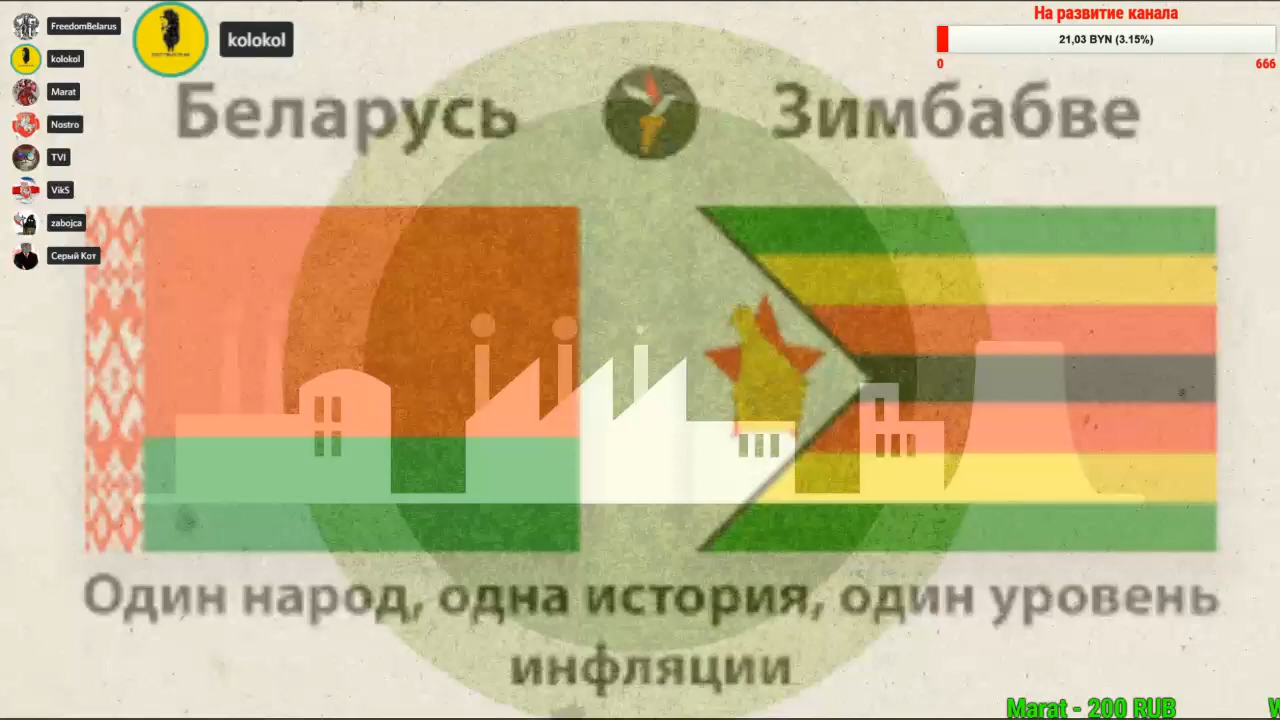 FreedomBelarus
kolokol
Marat
Nostro
TVI
VikS
zabojca
Серый Кот
kolokol
На развитие канала
21,03 BYN (3.15%)
0 666
Беларусь Зимбабве
Один народ, одна история, один уровень
инфляции
Marat - 200 RUB